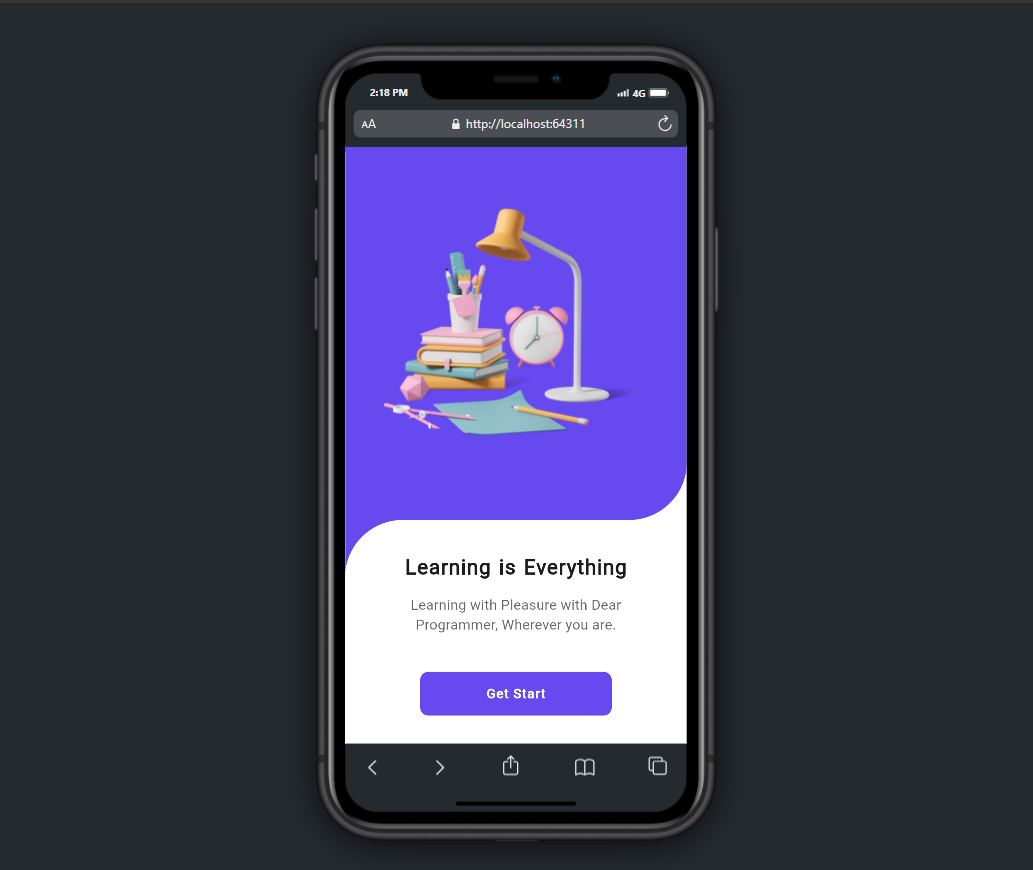 2:18 PM
4G
AA
http://localhost:64311
Learning is Everything
Learning with Pleasure with Dear
Programmer, Wherever you are.
Get Start